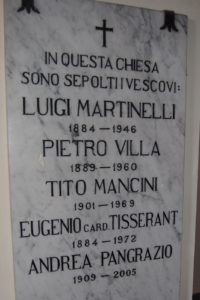 IN QUESTA CHIESA
SONO SEPOLTI I VESCOVI:
LUIGI MARTINELLI
1884 – 1946
PIETRO VILLA
1889 – 1960
TITO MANCINI
1901 – 1969
EUGENIO CARD. TISSERANT
1884 – 1972
ANDREA PANGRAZIO
1909 – 2005